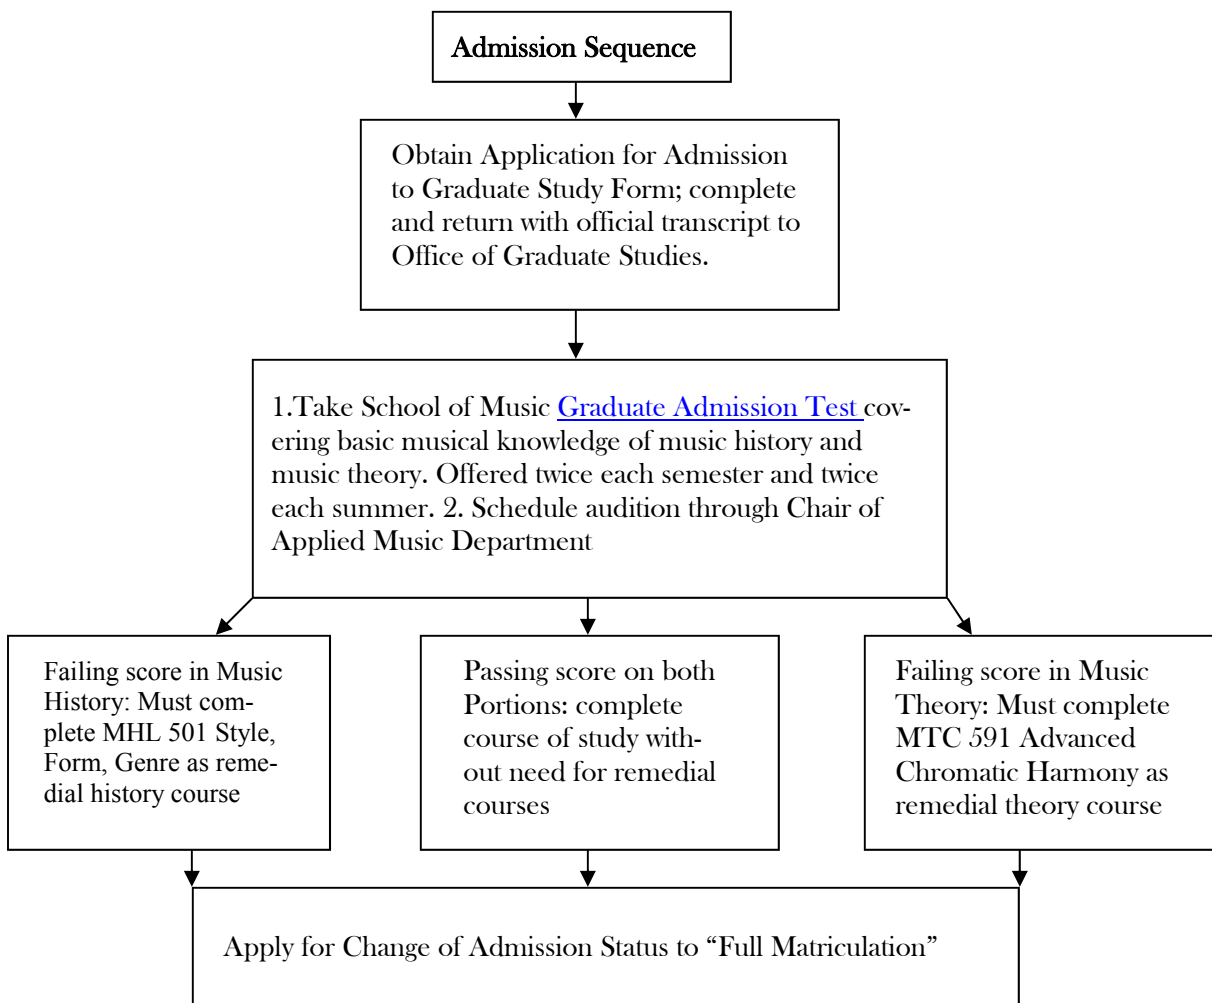 Admission Sequence
Obtain Application for Admission
to Graduate Study Form; complete
and return with official transcript to
Office of Graduate Studies.
1.Take School of Music Graduate Admission Test cov-
ering basic musical knowledge of music history and
music theory. Offered twice each semester and twice
each summer. 2. Schedule audition through Chair of
Applied Music Department
Failing score in Music
History: Must com-
plete MHL 501 Style,
Form, Genre as reme-
dial history course
Passing score on both
Portions: complete
course of study with-
out need for remedial
courses
Failing score in Music
Theory: Must complete
MTC 591 Advanced
Chromatic Harmony as
remedial theory course
Apply for Change of Admission Status to “Full Matriculation”